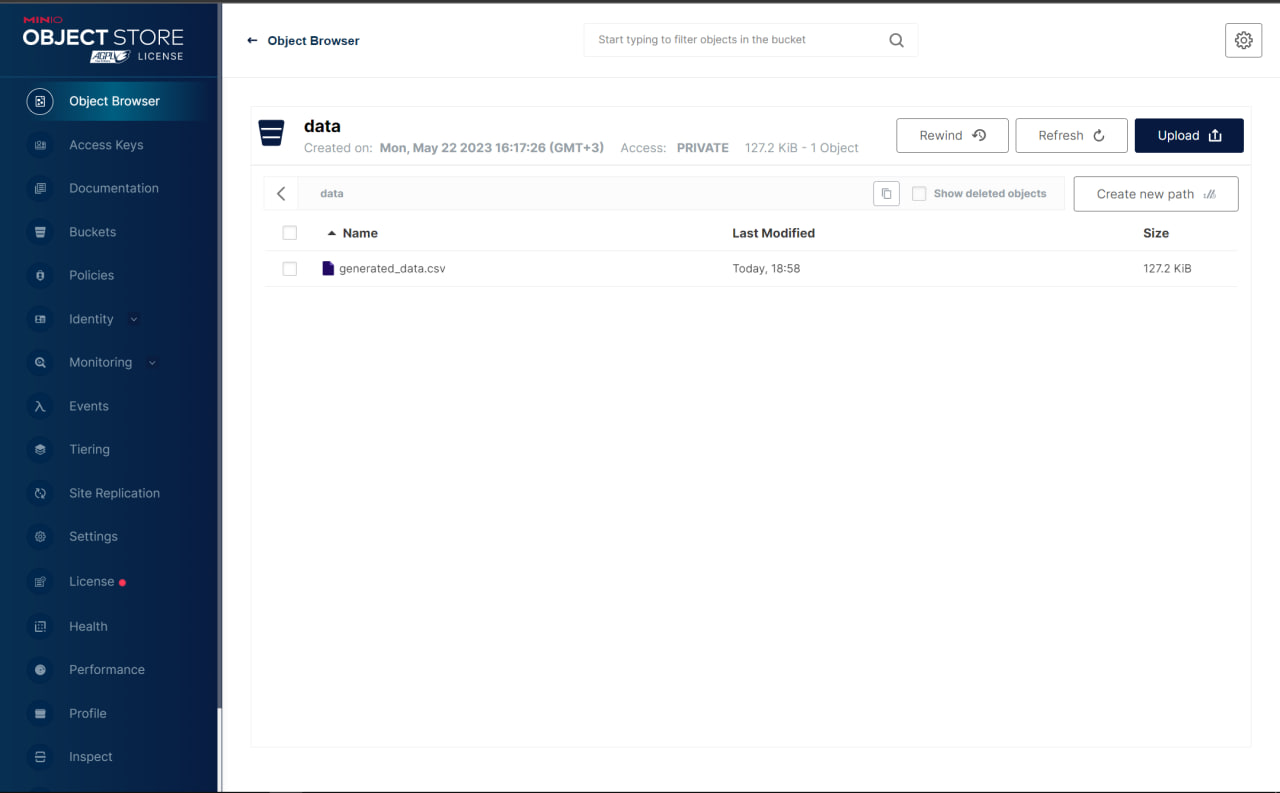 MINIO
OBJECT STORE
AGPLv3 LICENSE
Object Browser
Access Keys
Documentation
Buckets
Policies
Identity
Monitoring
Events
Tiering
Site Replication
Settings
License
Health
Performance
Profile
Inspect
← Object Browser
Start typing to filter objects in the bucket
data
Created on: Mon, May 22 2023 16:17:26 (GMT+3) Access: PRIVATE 127.2 KiB - 1 Object
Rewind Refresh Upload
data Show deleted objects Create new path
Name Last Modified Size
generated_data.csv Today, 18:58 127.2 KiB